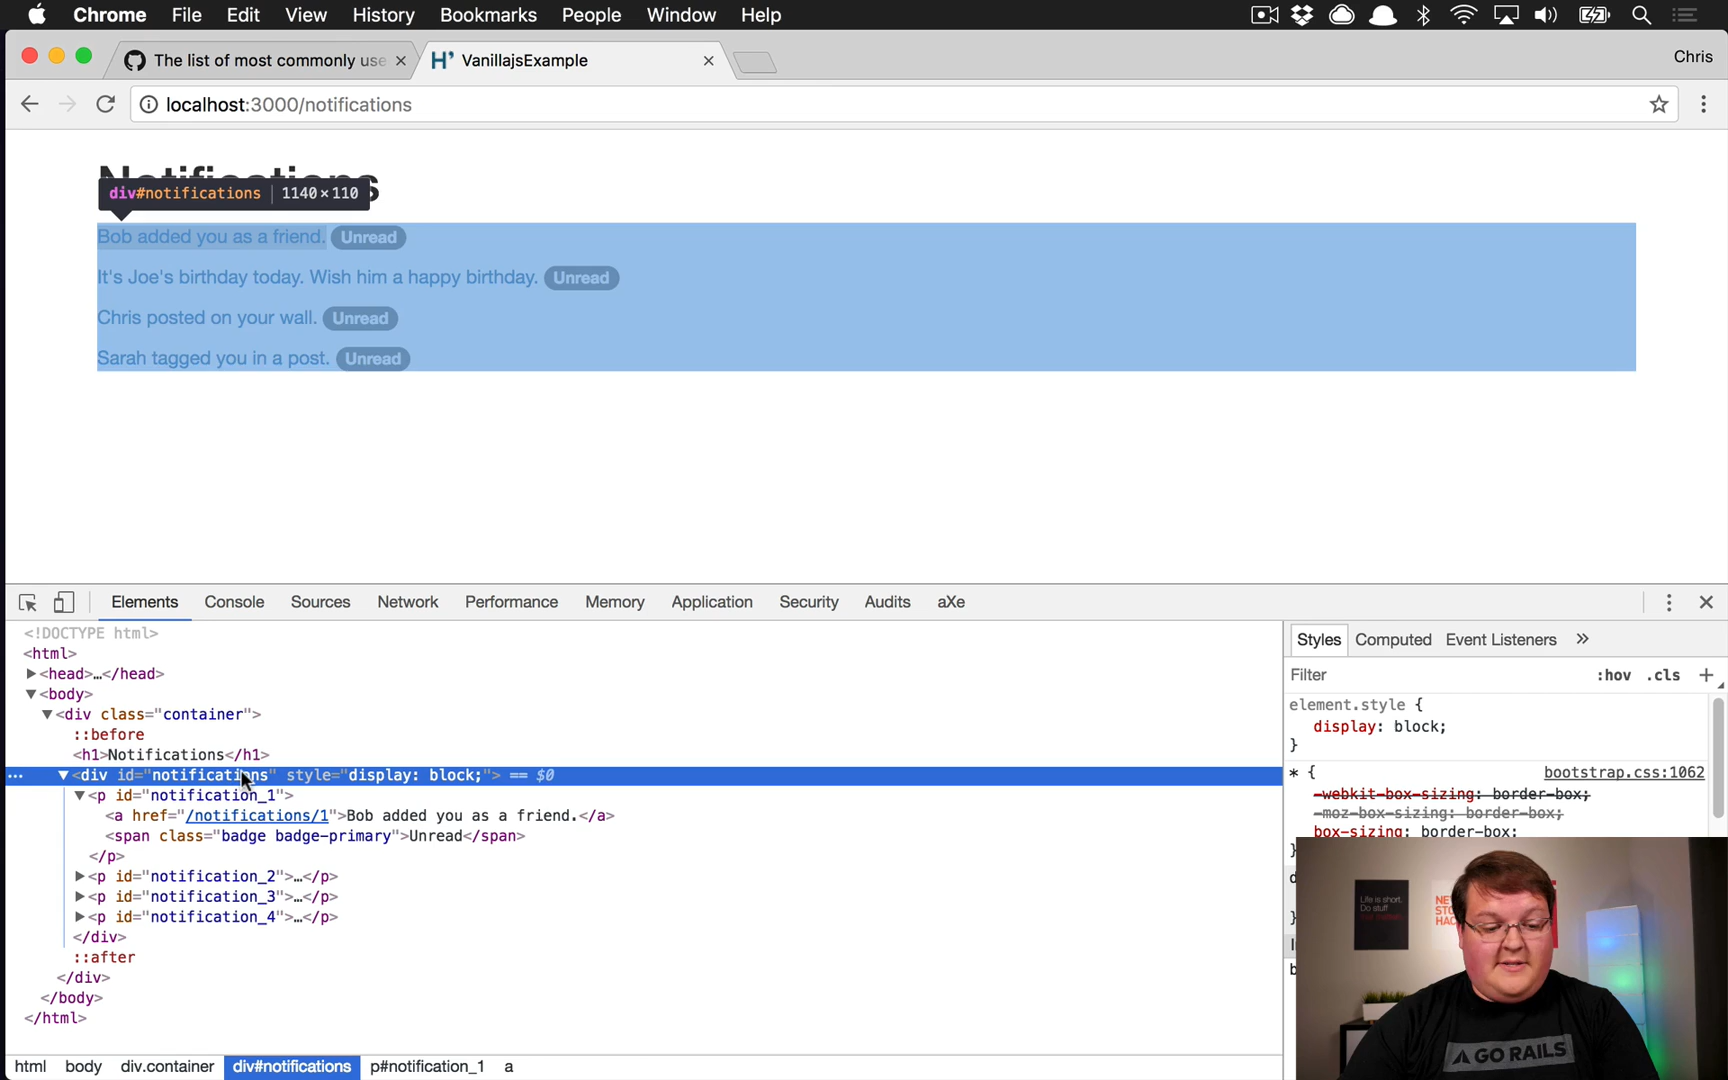 Chrome File Edit View History Bookmarks People Window Help
The list of most commonly use
VanillajsExample
Chris
localhost:3000/notifications
Notifications
div#notifications 1140×110
Bob added you as a friend. Unread
It's Joe's birthday today. Wish him a happy birthday. Unread
Chris posted on your wall. Unread
Sarah tagged you in a post. Unread
Elements Console Sources Network Performance Memory Application Security Audits aXe
<!DOCTYPE html>
<html>
<head>…</head>
<body>
<div class="container">
::before
<h1>Notifications</h1>
<div id="notifications" style="display: block;"> == $0
<p id="notification_1">
<a href="/notifications/1">Bob added you as a friend.</a>
<span class="badge badge-primary">Unread</span>
</p>
<p id="notification_2">…</p>
<p id="notification_3">…</p>
<p id="notification_4">…</p>
</div>
::after
</div>
</body>
</html>
html body div.container div#notifications p#notification_1 a
Styles Computed Event Listeners »
Filter :hov .cls +
element.style {
display: block;
}
* { bootstrap.css:1062
-webkit-box-sizing: border-box;
-moz-box-sizing: border-box;
box-sizing: border-box;
}
Life is short.
Do stuff
GO RAILS